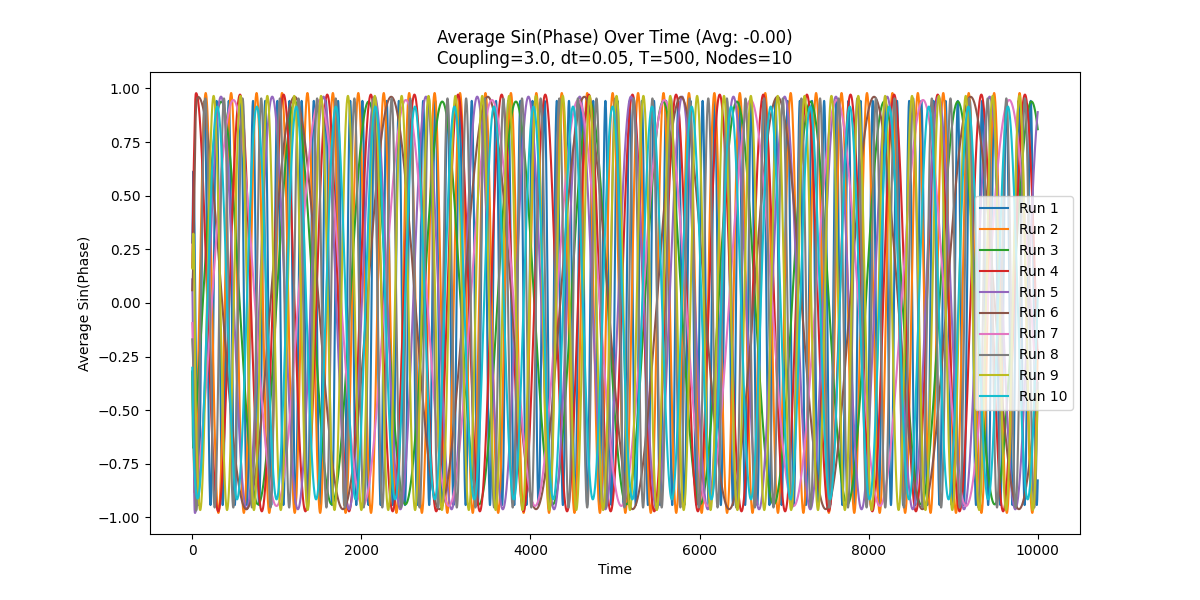 Average Sin(Phase) Over Time (Avg: -0.00)
Coupling=3.0, dt=0.05, T=500, Nodes=10
Average Sin(Phase)
1.00
0.75
0.50
0.25
0.00
−0.25
−0.50
−0.75
−1.00
Run 1
Run 2
Run 3
Run 4
Run 5
Run 6
Run 7
Run 8
Run 9
Run 10
0 2000 4000 6000 8000 10000
Time